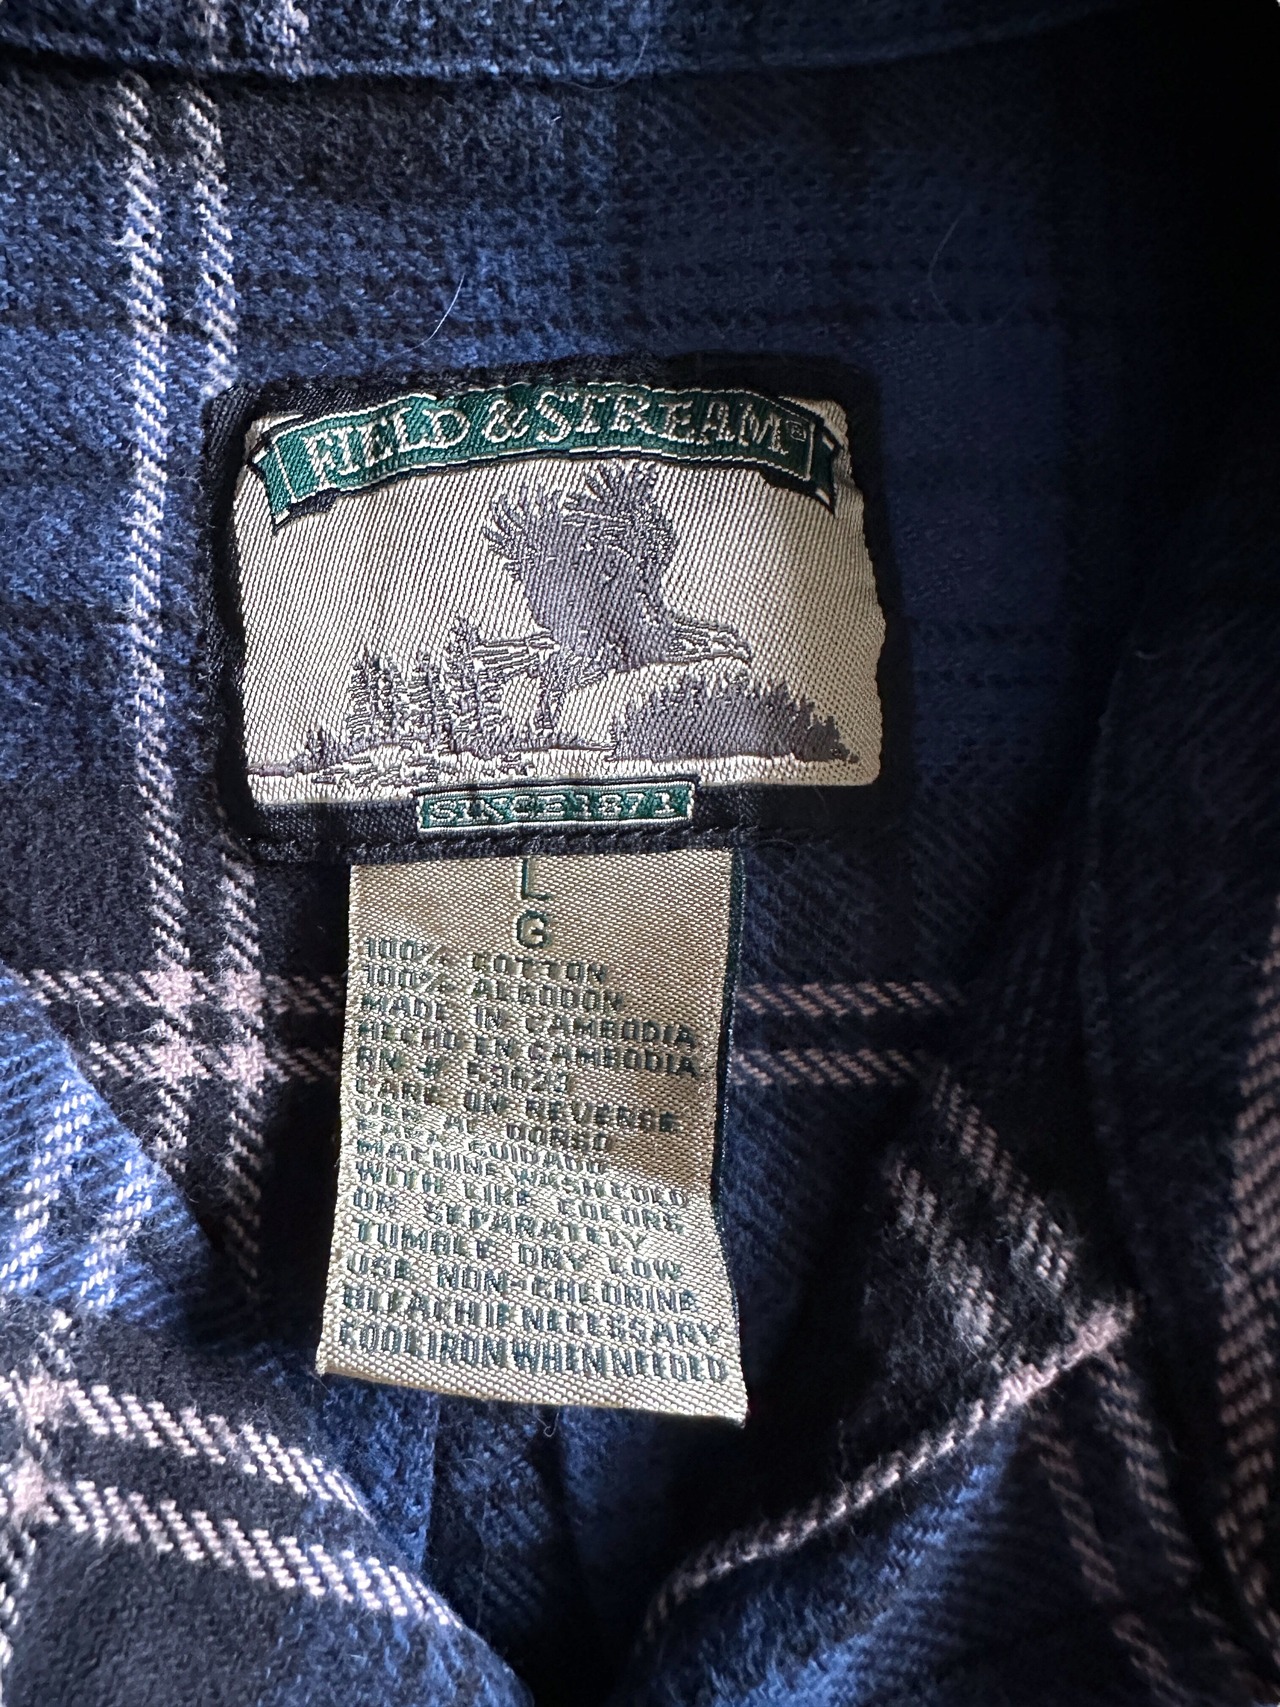 FIELD & STREAM®
SINCE 1871
L
G
100% COTTON
100% ALGODON
MADE IN CAMBODIA
HECHO EN CAMBODIA
RN # 53623
CARE ON REVERSE
VER AL DORSO
PARA CUIDADO
MACHINE WASH COLD
WITH LIKE COLORS
OR SEPARATELY
TUMBLE DRY LOW
USE NON-CHLORINE
BLEACH IF NECESSARY
COOL IRON WHEN NEEDED